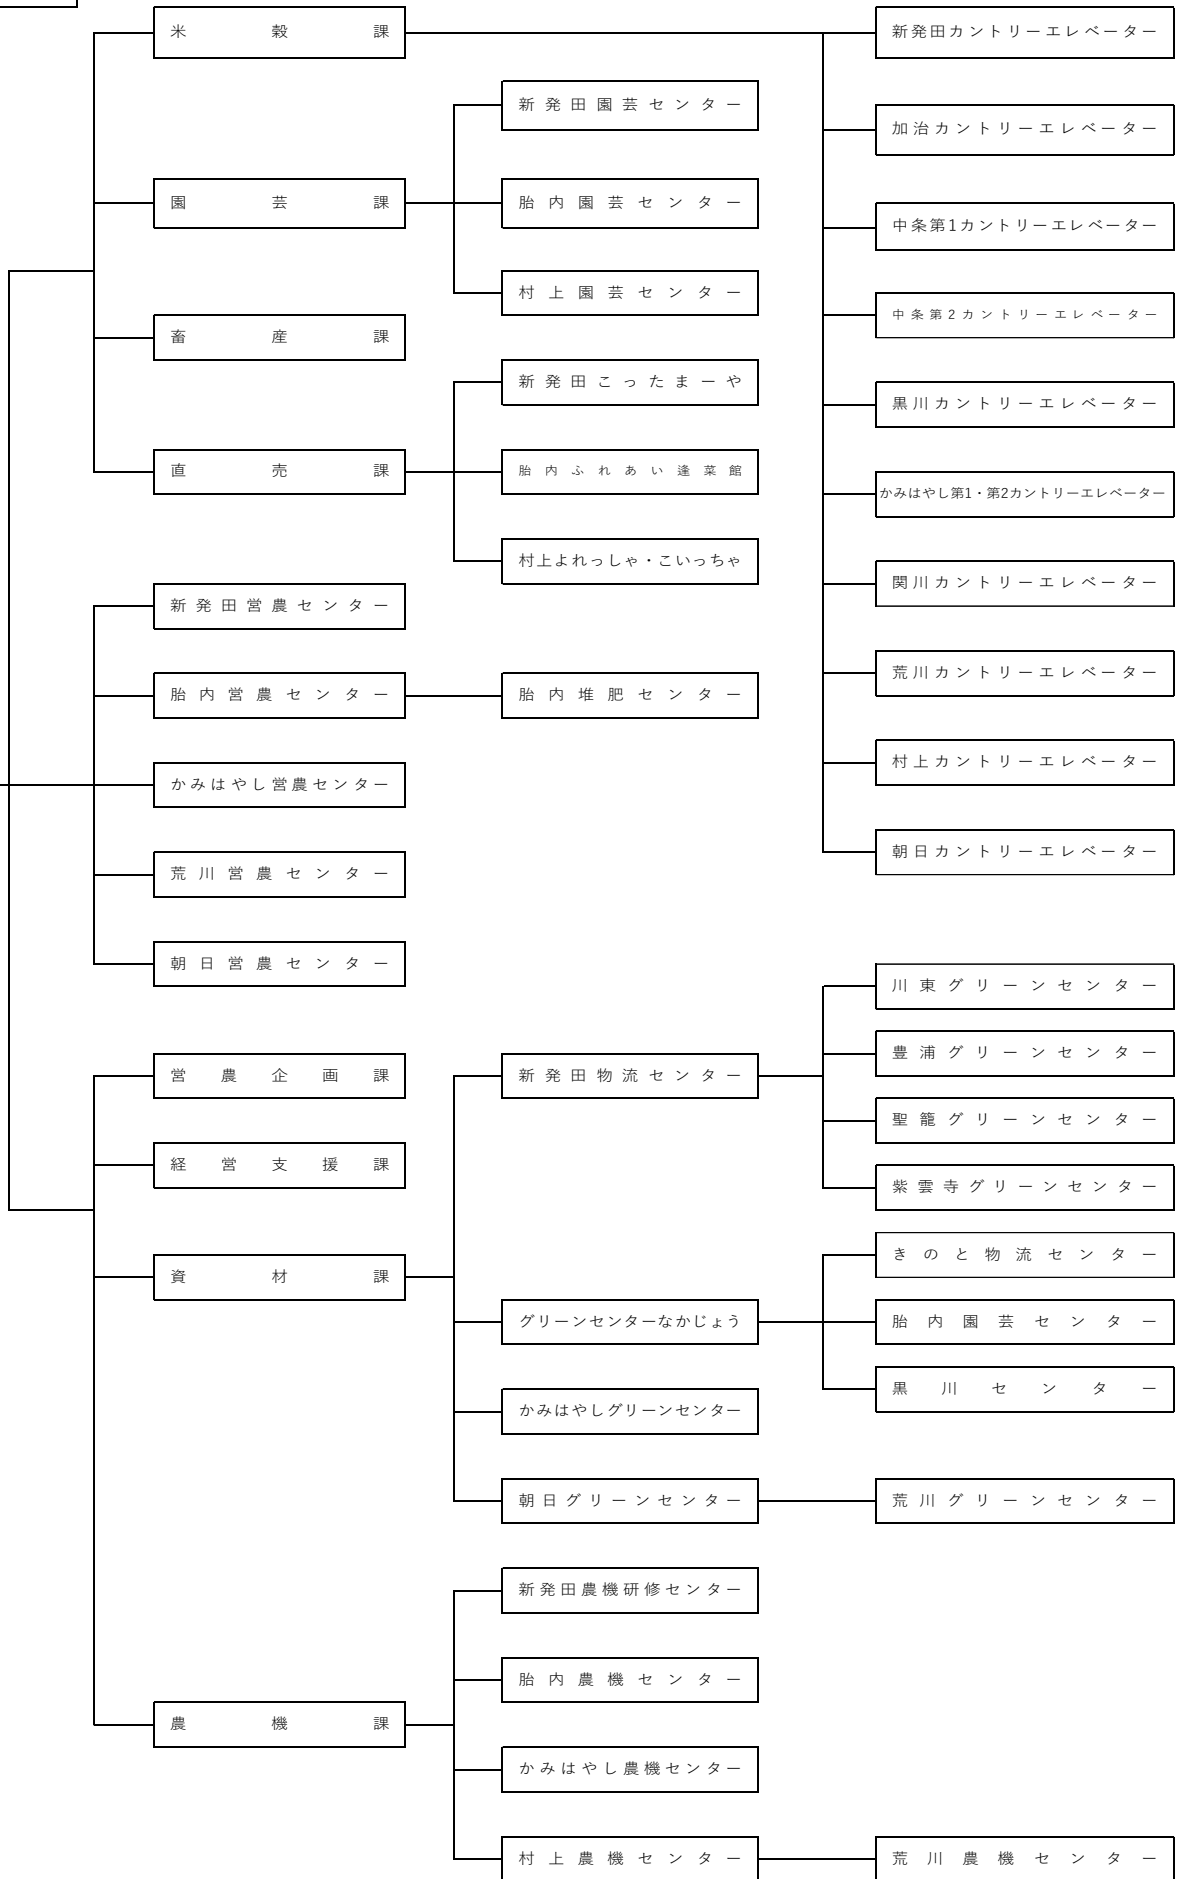 米穀課
新発田カントリーエレベーター
新発田園芸センター
加治カントリーエレベーター
園芸課
胎内園芸センター
中条第1カントリーエレベーター
村上園芸センター
中条第2カントリーエレベーター
畜産課
新発田こったまーや
黒川カントリーエレベーター
直売課
胎内ふれあい逢菜館
かみはやし第1・第2カントリーエレベーター
村上よれっしゃ・こいっちゃ
関川カントリーエレベーター
新発田営農センター
荒川カントリーエレベーター
胎内営農センター
胎内堆肥センター
村上カントリーエレベーター
かみはやし営農センター
朝日カントリーエレベーター
荒川営農センター
朝日営農センター
川東グリーンセンター
豊浦グリーンセンター
営農企画課
新発田物流センター
聖籠グリーンセンター
経営支援課
紫雲寺グリーンセンター
きのと物流センター
資材課
グリーンセンターなかじょう
胎内園芸センター
黒川センター
かみはやしグリーンセンター
朝日グリーンセンター
荒川グリーンセンター
新発田農機研修センター
胎内農機センター
農機課
かみはやし農機センター
村上農機センター
荒川農機センター